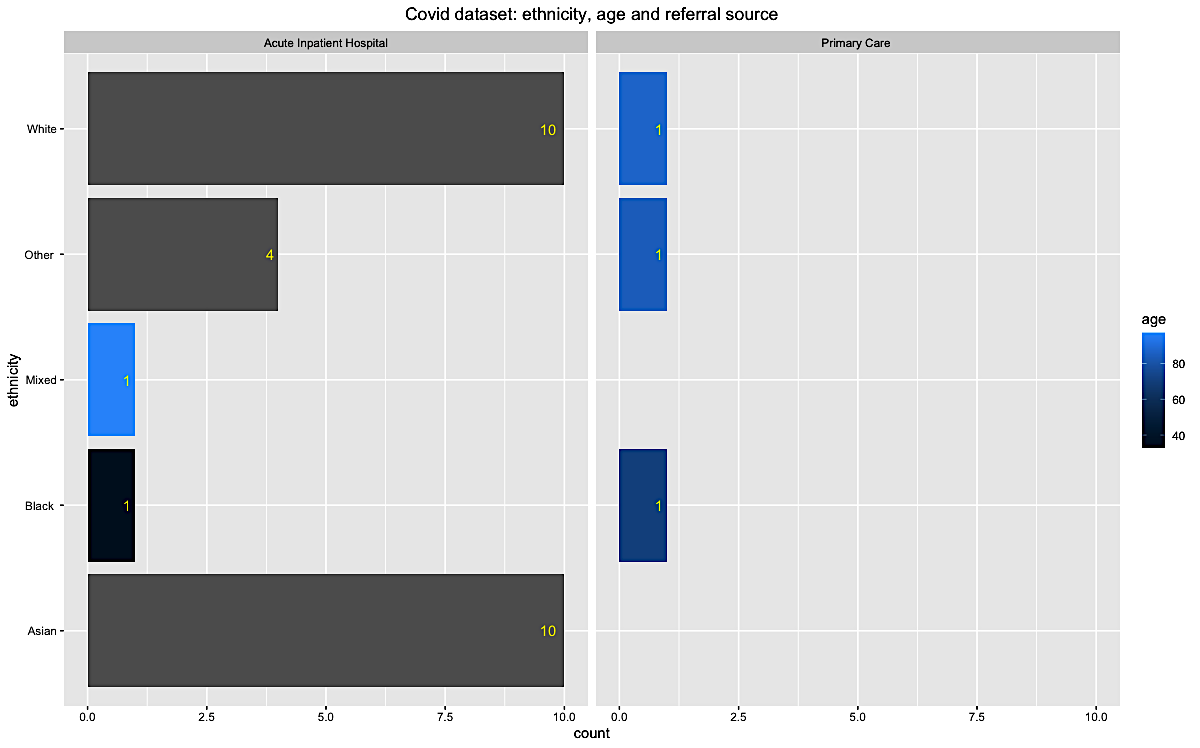 Covid dataset: ethnicity, age and referral source
Acute Inpatient Hospital
Primary Care
White
10
1
Other
4
1
Mixed
1
Black
1
1
Asian
10
ethnicity
age
80
60
40
0.0 2.5 5.0 7.5 10.0
0.0 2.5 5.0 7.5 10.0
count